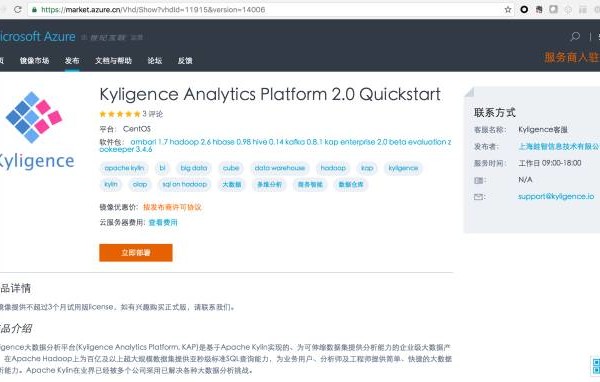 https://market.azure.cn/Vhd/Show?vhdId=11915&version=14006
icrosoft Azure 由 世纪互联 运营
页 镜像市场 发布 文档与帮助 论坛 反馈
服务商入驻
Kyligence Analytics Platform 2.0 Quickstart
3 评论
平台： CentOS
软件包： ambari 1.7 hadoop 2.6 hbase 0.98 hive 0.14 kafka 0.8.1 kap enterprise 2.0 beta evaluation z
ookeeper 3.4.6
Kyligence
apache kylin bi big data cube data warehouse hadoop kap kyligence
kylin olap sql on hadoop 大数据 多维分析 商务智能 数据仓库
镜像优惠价： 按发布商许可协议
云服务器费用： 查看费用
立即部署
联系方式
客服名称： Kyligence客服
发布者： 上海跬智信息技术有限公
服务时间： 工作日 09:00-18:00
: N/A
: support@kyligence.io
品详情
镜像提供不超过3个月试用版license，如有兴趣购买正式版，请联系我们。
品介绍
ligence大数据分析平台(Kyligence Analytics Platform, KAP)是基于Apache Kylin实现的、为可伸缩数据集提供分析能力的企业级大数据产
在Apache Hadoop上为百亿及以上超大规模数据集提供亚秒级标准SQL查询能力，为业务用户、分析师及工程师提供简单、快捷的大数据
析能力。Apache Kylin在业界已经被多个公司采用已解决各种大数据分析挑战。